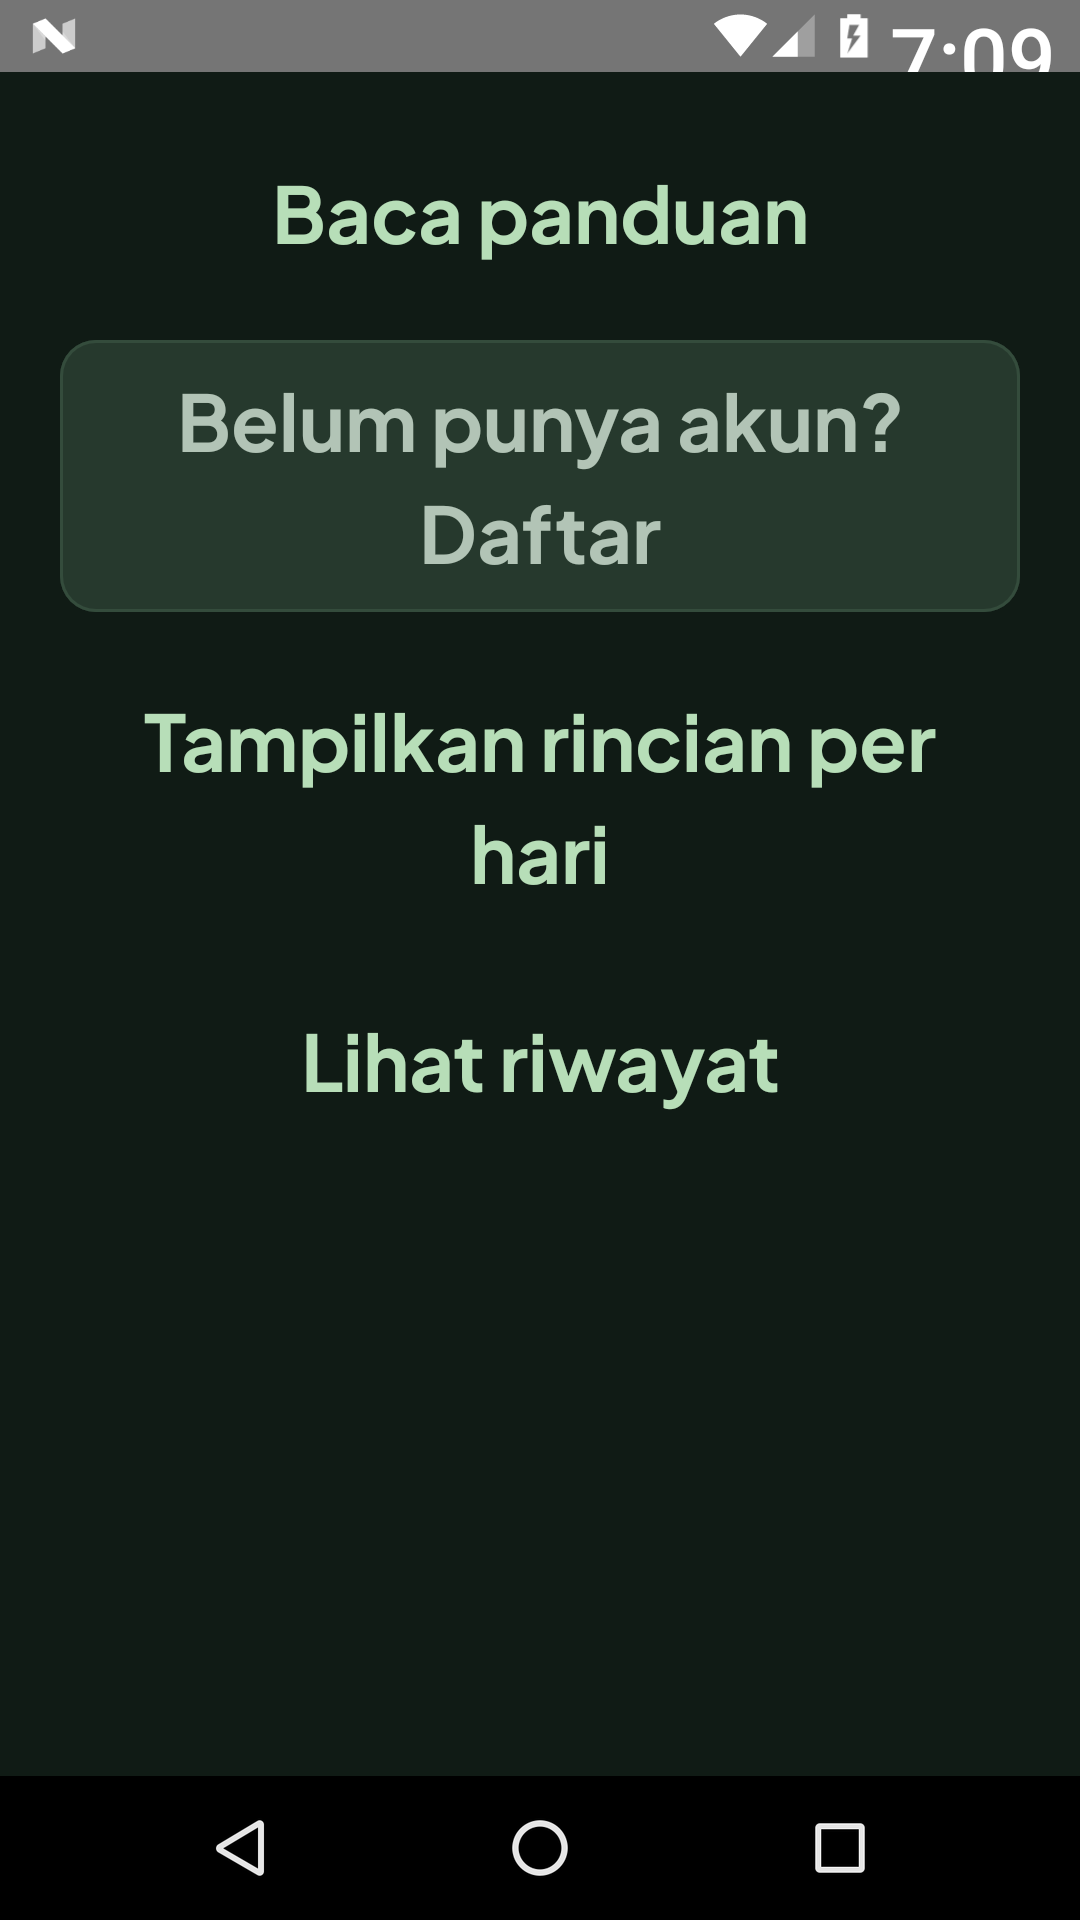 7:09
Baca panduan
Belum punya akun?
Daftar
Tampilkan rincian per
hari
Lihat riwayat